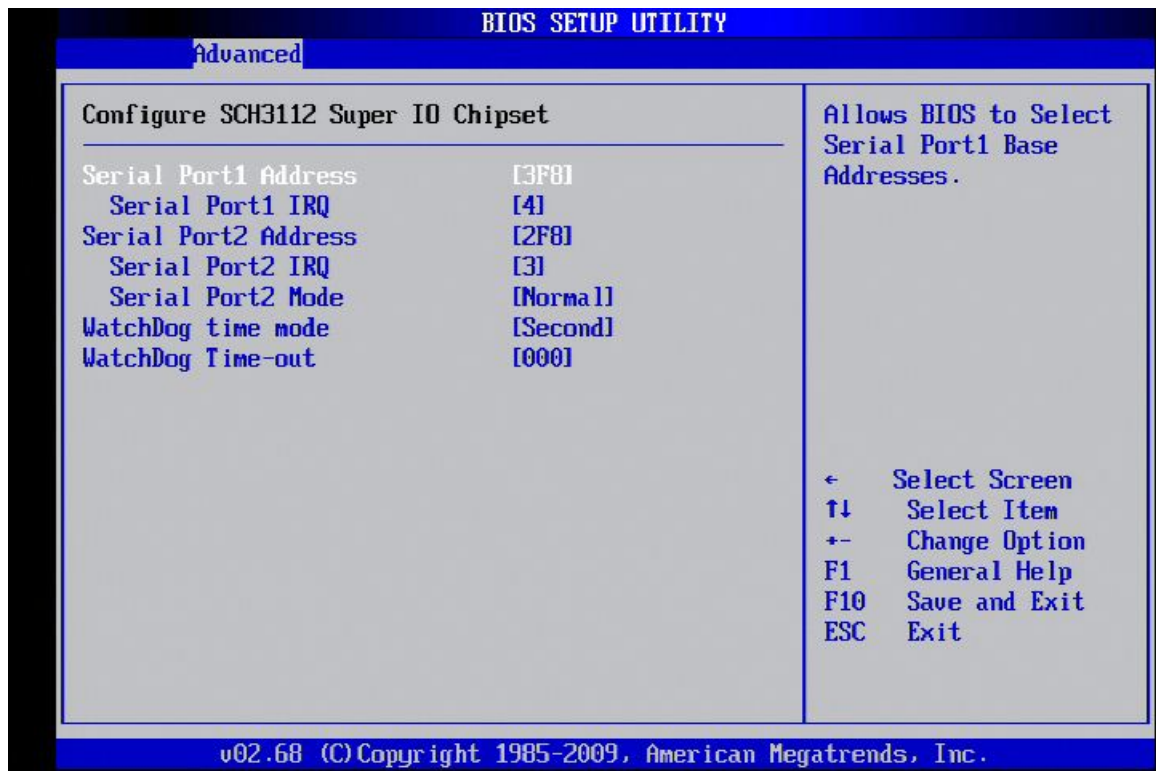 BIOS SETUP UTILITY
Advanced
Configure SCH3112 Super IO Chipset
Serial Port1 Address [3F8]
Serial Port1 IRQ [4]
Serial Port2 Address [2F8]
Serial Port2 IRQ [3]
Serial Port2 Mode [Normal]
WatchDog time mode [Second]
WatchDog Time-out [000]
Allows BIOS to Select
Serial Port1 Base
Addresses.
← Select Screen
↑↓ Select Item
+- Change Option
F1 General Help
F10 Save and Exit
ESC Exit
v02.68 (C)Copyright 1985-2009, American Megatrends, Inc.